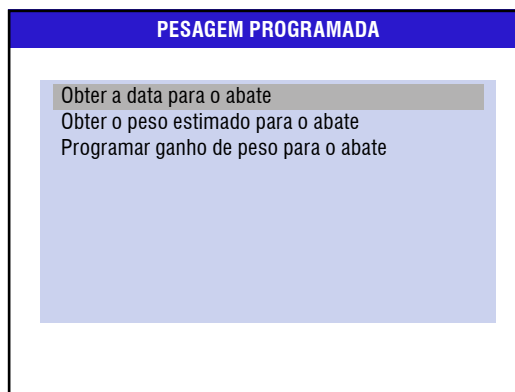 PESAGEM PROGRAMADA
Obter a data para o abate
Obter o peso estimado para o abate
Programar ganho de peso para o abate